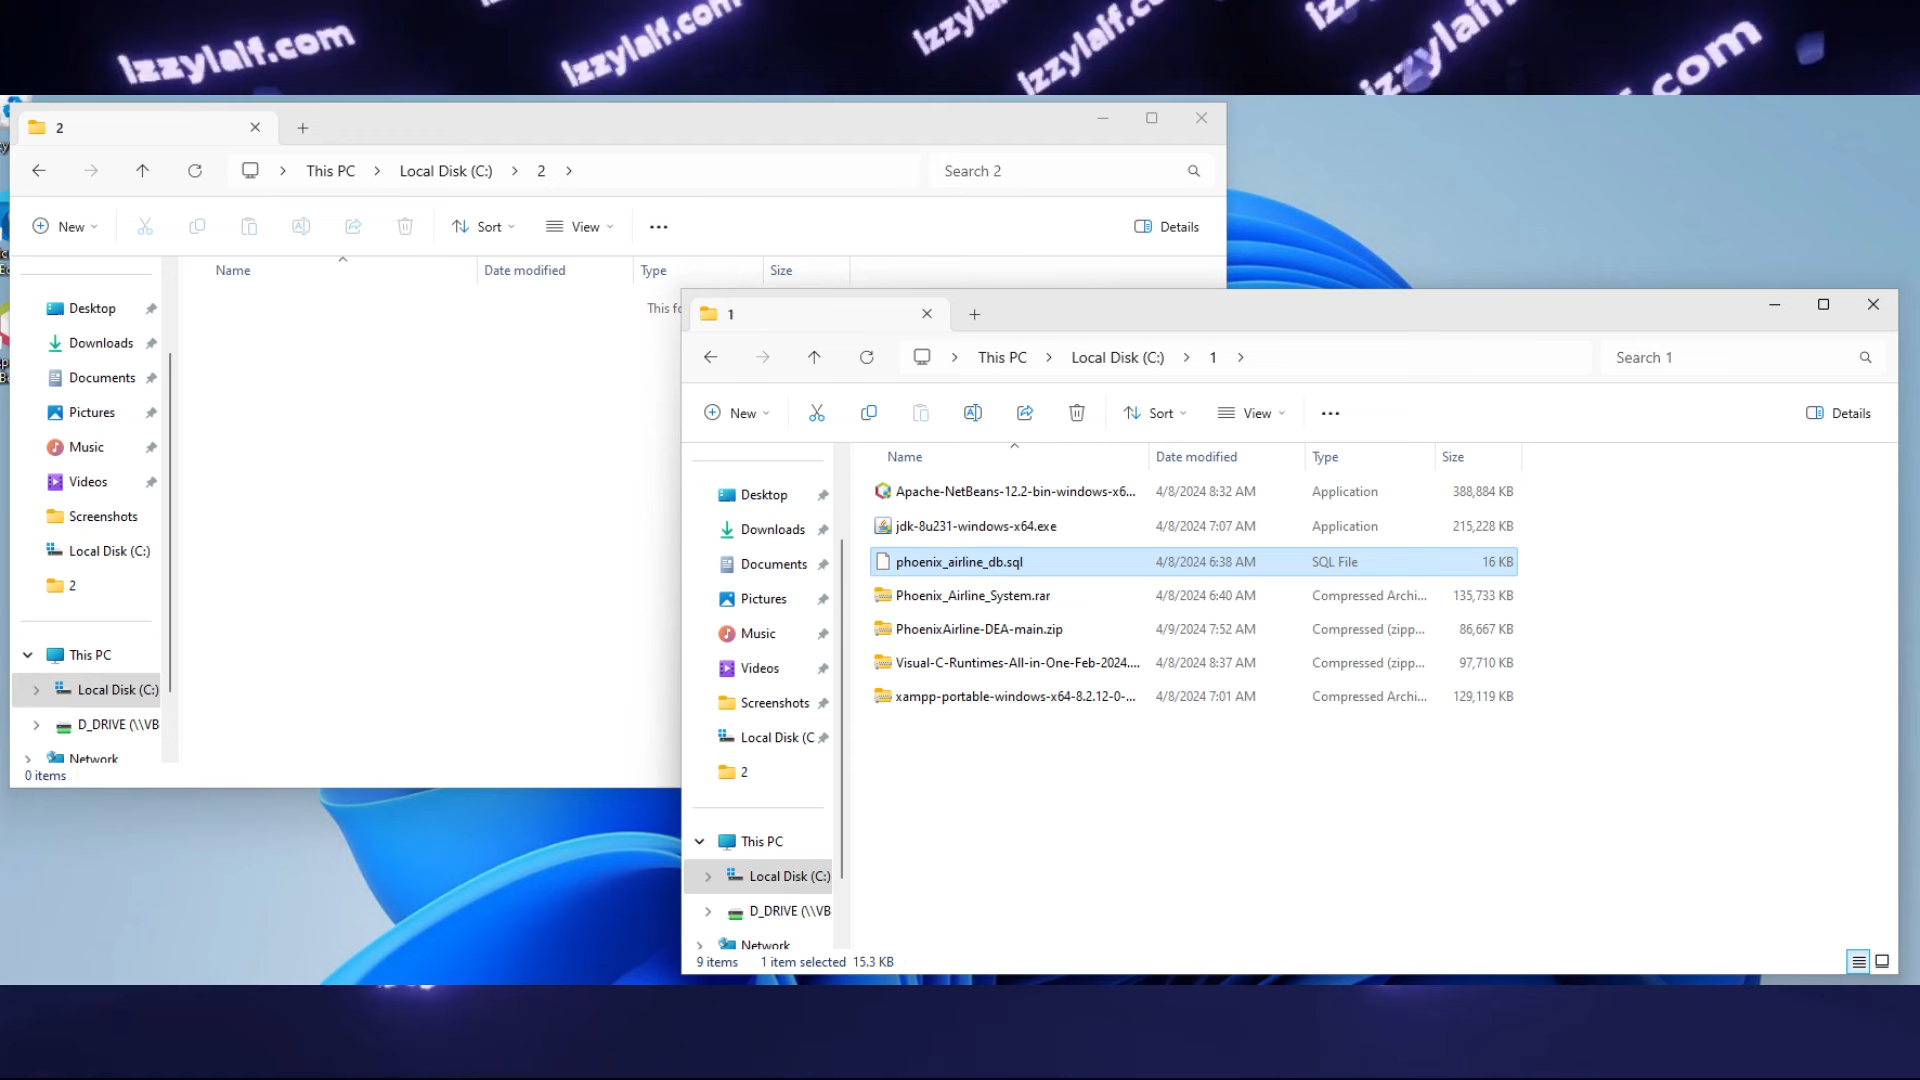 Izzylaif.com
Izzylaif.com
Izzylaif.com
2
This PC
Local Disk (C:)
2
Search 2
New
Sort
View
Details
Name
Date modified
Type
Size
Desktop
Downloads
Documents
Pictures
Music
Videos
Screenshots
Local Disk (C:)
2
This PC
Local Disk (C:)
D_DRIVE (\\VB
Network
0 items
1
This PC
Local Disk (C:)
1
Search 1
New
Sort
View
Details
Name
Date modified
Type
Size
Apache-NetBeans-12.2-bin-windows-x6... 4/8/2024 8:32 AM Application 388,884 KB
jdk-8u231-windows-x64.exe 4/8/2024 7:07 AM Application 215,228 KB
phoenix_airline_db.sql 4/8/2024 6:38 AM SQL File 16 KB
Phoenix_Airline_System.rar 4/8/2024 6:40 AM Compressed Archi... 135,733 KB
PhoenixAirline-DEA-main.zip 4/9/2024 7:52 AM Compressed (zipp... 86,667 KB
Visual-C-Runtimes-All-in-One-Feb-2024.... 4/8/2024 8:37 AM Compressed (zipp... 97,710 KB
xampp-portable-windows-x64-8.2.12-0-... 4/8/2024 7:01 AM Compressed Archi... 129,119 KB
Desktop
Downloads
Documents
Pictures
Music
Videos
Screenshots
Local Disk (C
2
This PC
Local Disk (C:)
D_DRIVE (\\VB
Network
9 items 1 item selected 15.3 KB